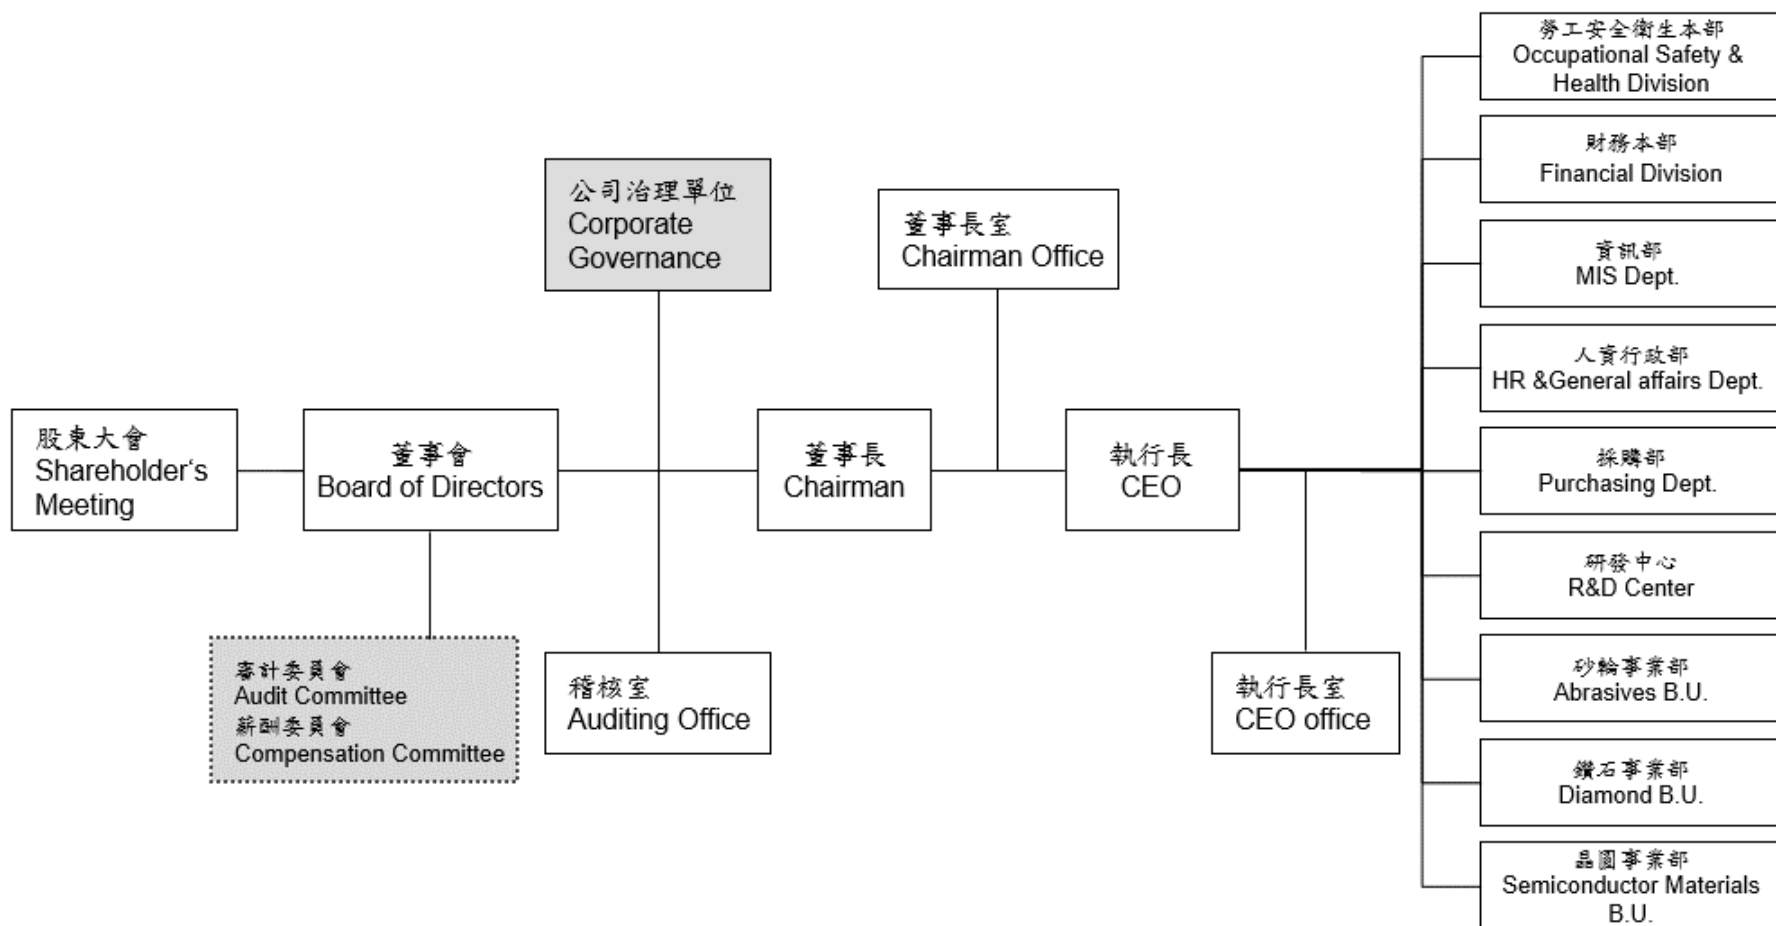 股東大會
Shareholder‘s
Meeting
董事會
Board of Directors
審計委員會
Audit Committee
薪酬委員會
Compensation Committee
公司治理單位
Corporate
Governance
稽核室
Auditing Office
董事長
Chairman
董事長室
Chairman Office
執行長
CEO
執行長室
CEO office
勞工安全衛生本部
Occupational Safety &
Health Division
財務本部
Financial Division
資訊部
MIS Dept.
人資行政部
HR &General affairs Dept.
採購部
Purchasing Dept.
研發中心
R&D Center
砂輪事業部
Abrasives B.U.
鑽石事業部
Diamond B.U.
晶圓事業部
Semiconductor Materials
B.U.